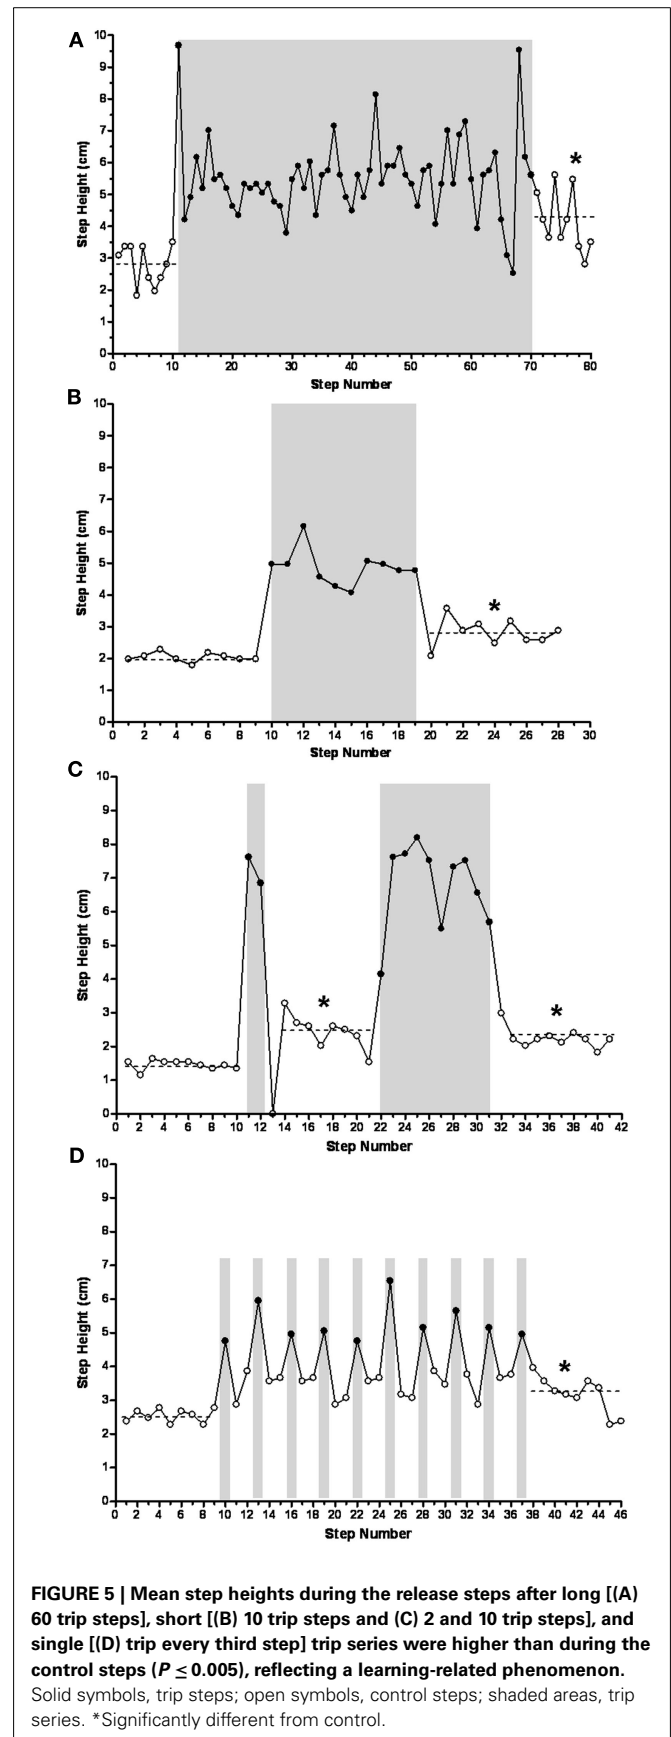 A
10
9
8
7
6
5
4
3
2
1
0
Step Height (cm)
*
0 10 20 30 40 50 60 70 80
Step Number
B
10
9
8
7
6
5
4
3
2
1
0
Step Height (cm)
*
0 2 4 6 8 10 12 14 16 18 20 22 24 26 28 30
Step Number
C
10
9
8
7
6
5
4
3
2
1
0
Step Height (cm)
* *
0 2 4 6 8 10 12 14 16 18 20 22 24 26 28 30 32 34 36 38 40 42
Step Number
D
10
9
8
7
6
5
4
3
2
1
0
Step Height (cm)
*
0 2 4 6 8 10 12 14 16 18 20 22 24 26 28 30 32 34 36 38 40 42 44 46
Step Number
FIGURE 5 | Mean step heights during the release steps after long [(A)
60 trip steps], short [(B) 10 trip steps and (C) 2 and 10 trip steps], and
single [(D) trip every third step] trip series were higher than during the
control steps (P ≤ 0.005), reflecting a learning-related phenomenon.
Solid symbols, trip steps; open symbols, control steps; shaded areas, trip
series. *Significantly different from control.